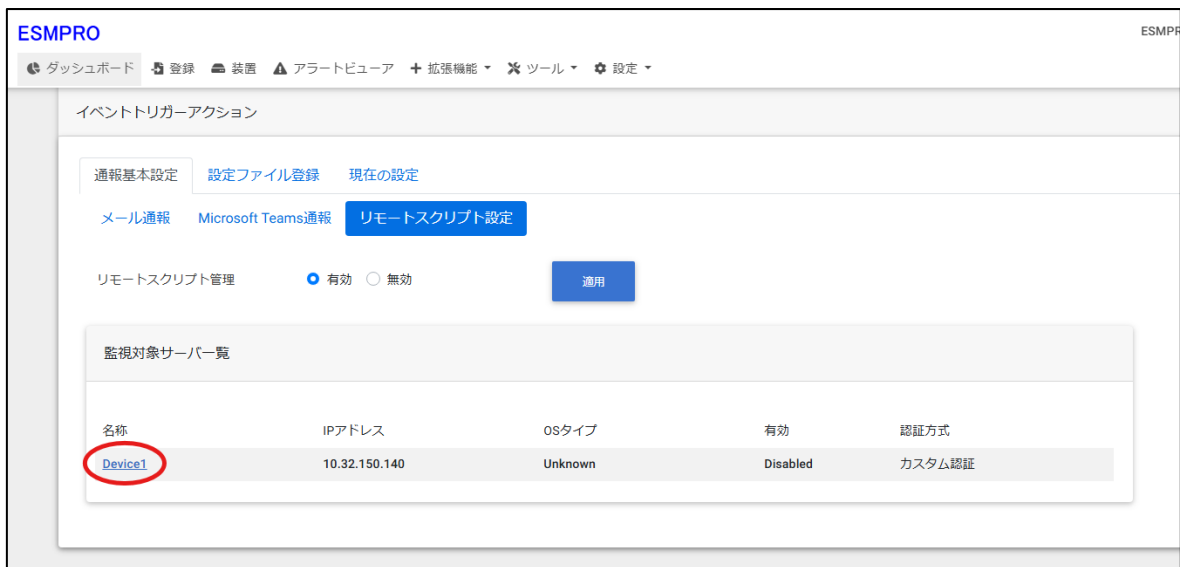 ESMPRO
ESMPR
ダッシュボード 登録 装置 アラートビューア 拡張機能 ツール 設定
イベントトリガーアクション
通報基本設定 設定ファイル登録 現在の設定
メール通報 Microsoft Teams通報 リモートスクリプト設定
リモートスクリプト管理 有効 無効 適用
監視対象サーバ一覧
名称 IPアドレス OSタイプ 有効 認証方式
Device1 10.32.150.140 Unknown Disabled カスタム認証